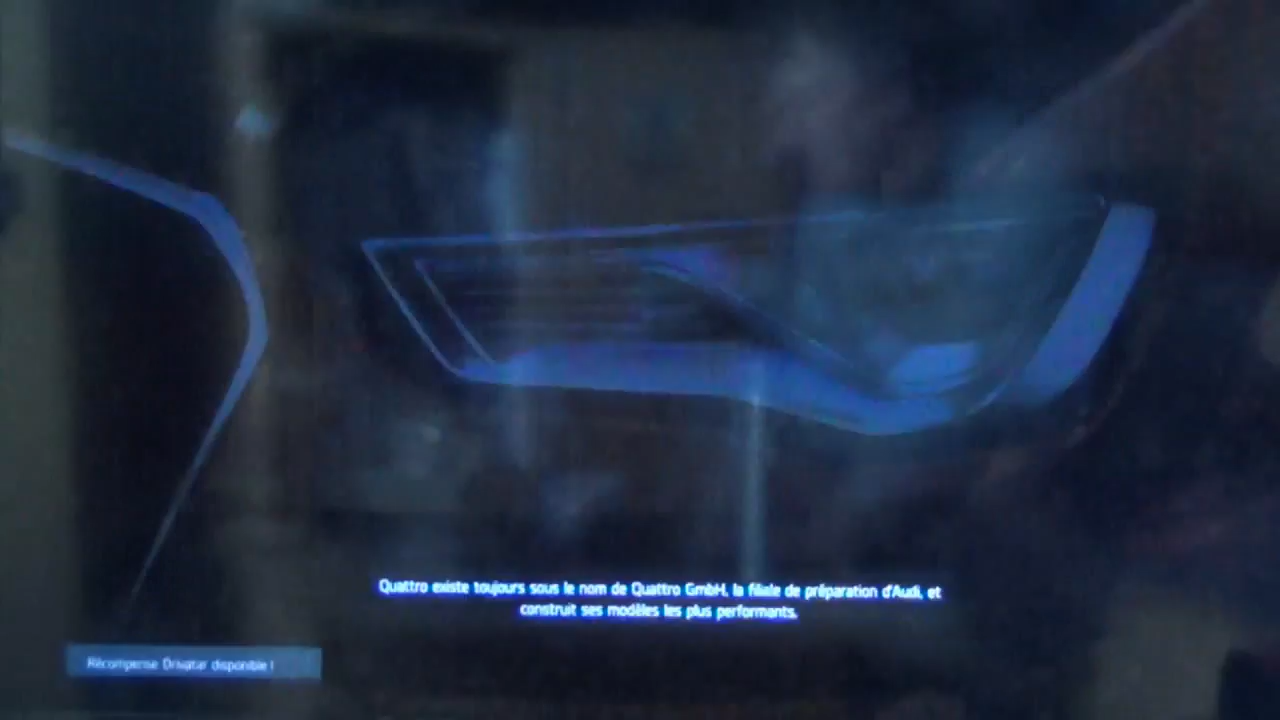 Quattro existe toujours sous le nom de Quattro GmbH, la filiale de préparation d'Audi, et
construit ses modèles les plus performants.
Récompense Drivatar disponible !